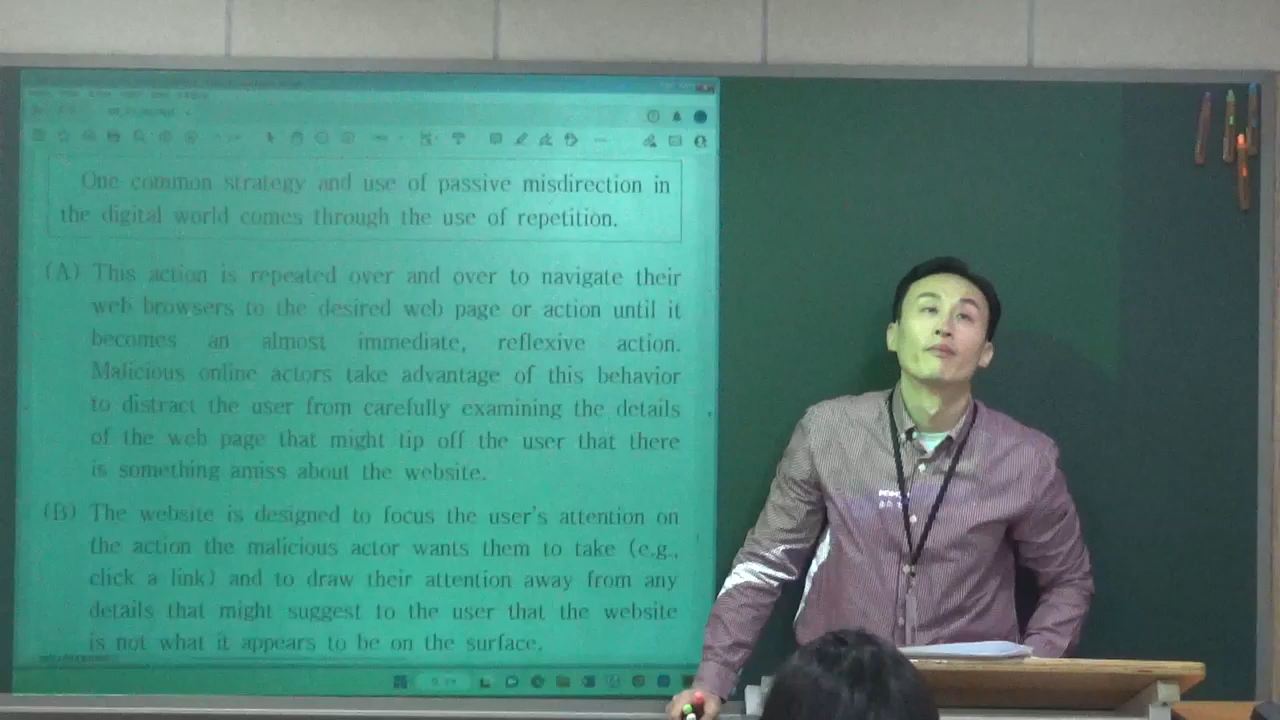 One common strategy and use of passive misdirection in
the digital world comes through the use of repetition.
(A) This action is repeated over and over to navigate their
web browsers to the desired web page or action until it
becomes an almost immediate, reflexive action.
Malicious online actors take advantage of this behavior
to distract the user from carefully examining the details
of the web page that might tip off the user that there
is something amiss about the website.
(B) The website is designed to focus the user's attention on
the action the malicious actor wants them to take (e.g.,
click a link) and to draw their attention away from any
details that might suggest to the user that the website
is not what it appears to be on the surface.